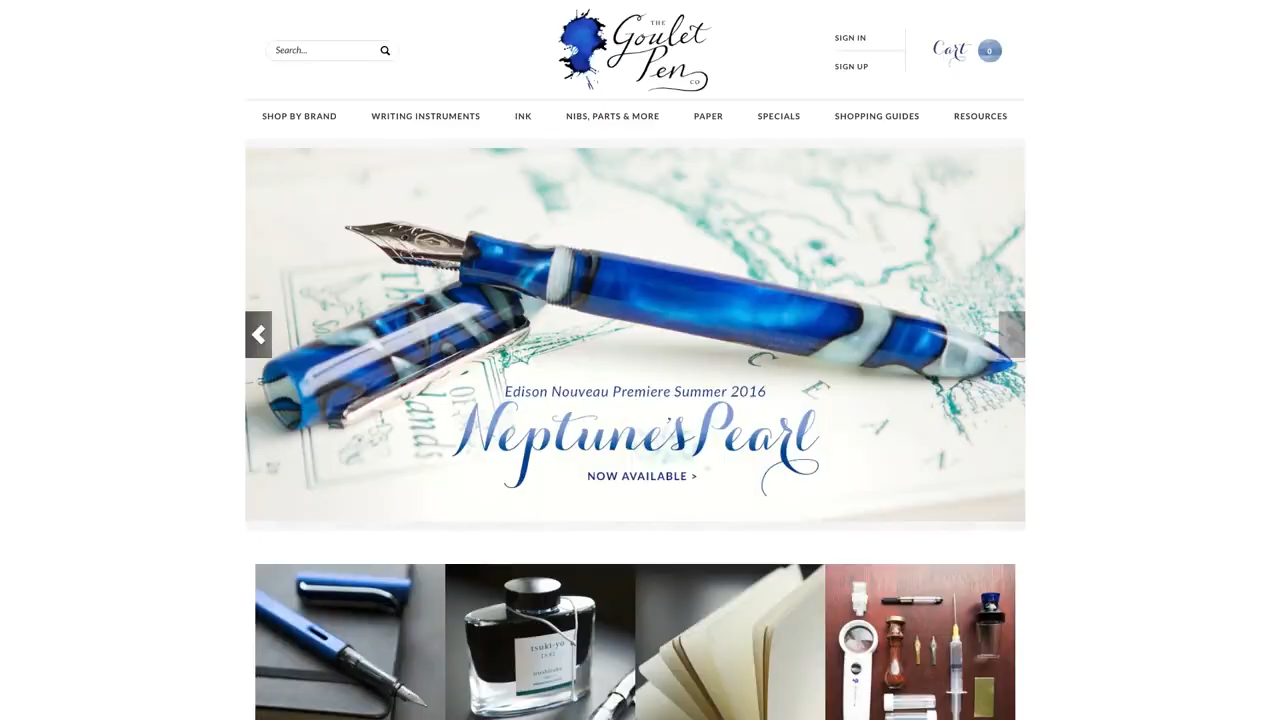 Search...
THE
Goulet
Pen
CO
SIGN IN
SIGN UP
Cart 0
SHOP BY BRAND WRITING INSTRUMENTS INK NIBS, PARTS & MORE PAPER SPECIALS SHOPPING GUIDES RESOURCES
Edison Nouveau Premiere Summer 2016
Neptune's Pearl
NOW AVAILABLE >
tsuki-yo